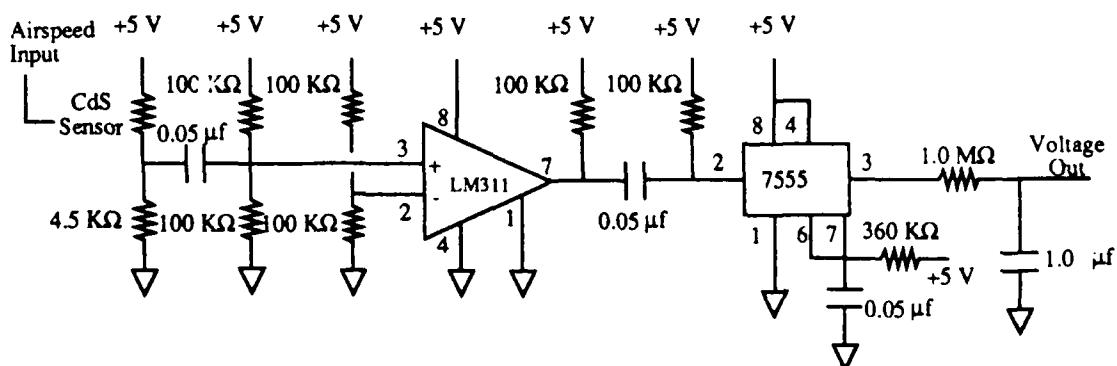 Airspeed
Input
+5 V +5 V +5 V +5 V +5 V +5 V +5 V
CdS
Sensor
100 KΩ 100 KΩ 100 KΩ 100 KΩ
0.05 μf
8
8 4
3
+
LM311
7
2
7555
3
1.0 MΩ
Voltage
Out
4.5 KΩ 100 KΩ 100 KΩ
2
-
4
1
0.05 μf
1
6 7
360 KΩ
+5 V
0.05 μf
1.0 μf